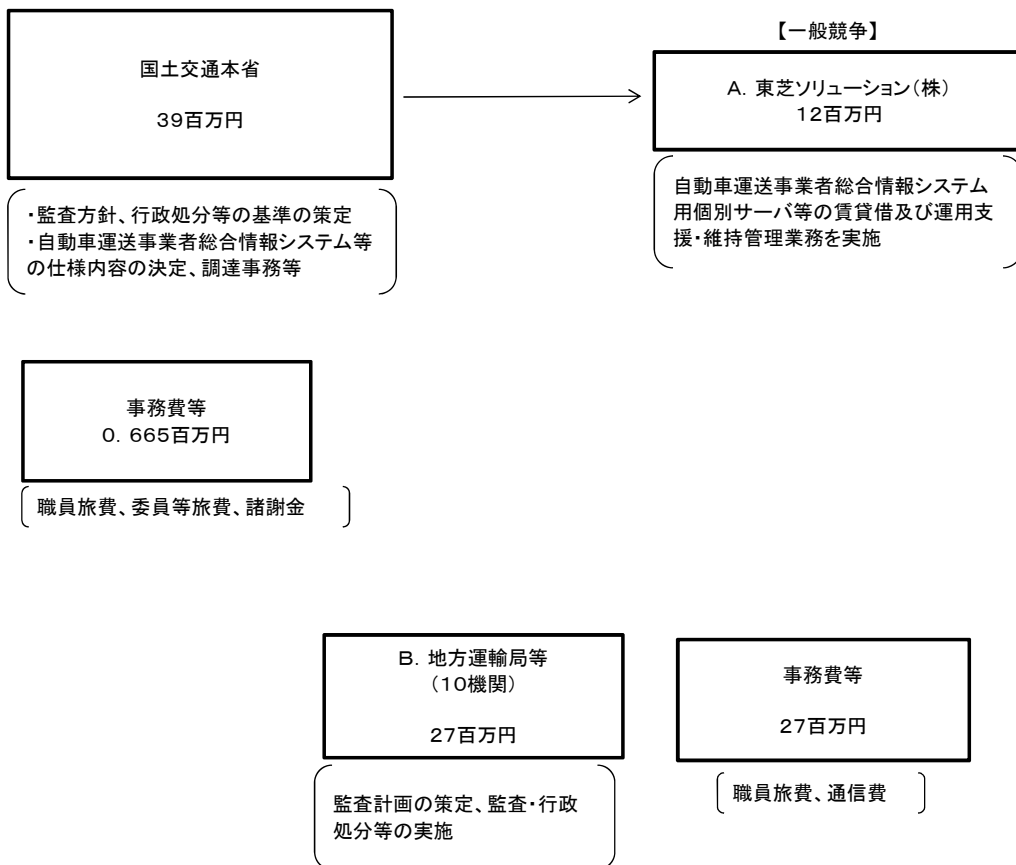 国土交通本省
39百万円
【一般競争】
A. 東芝ソリューション(株)
12百万円
・監査方針、行政処分等の基準の策定
・自動車運送事業者総合情報システム等
の仕様内容の決定、調達事務等
自動車運送事業者総合情報システム
用個別サーバ等の賃貸借及び運用支
援・維持管理業務を実施
事務費等
0. 665百万円
職員旅費、委員等旅費、諸謝金
B. 地方運輸局等
(10機関)
27百万円
事務費等
27百万円
監査計画の策定、監査・行政
処分等の実施
職員旅費、通信費